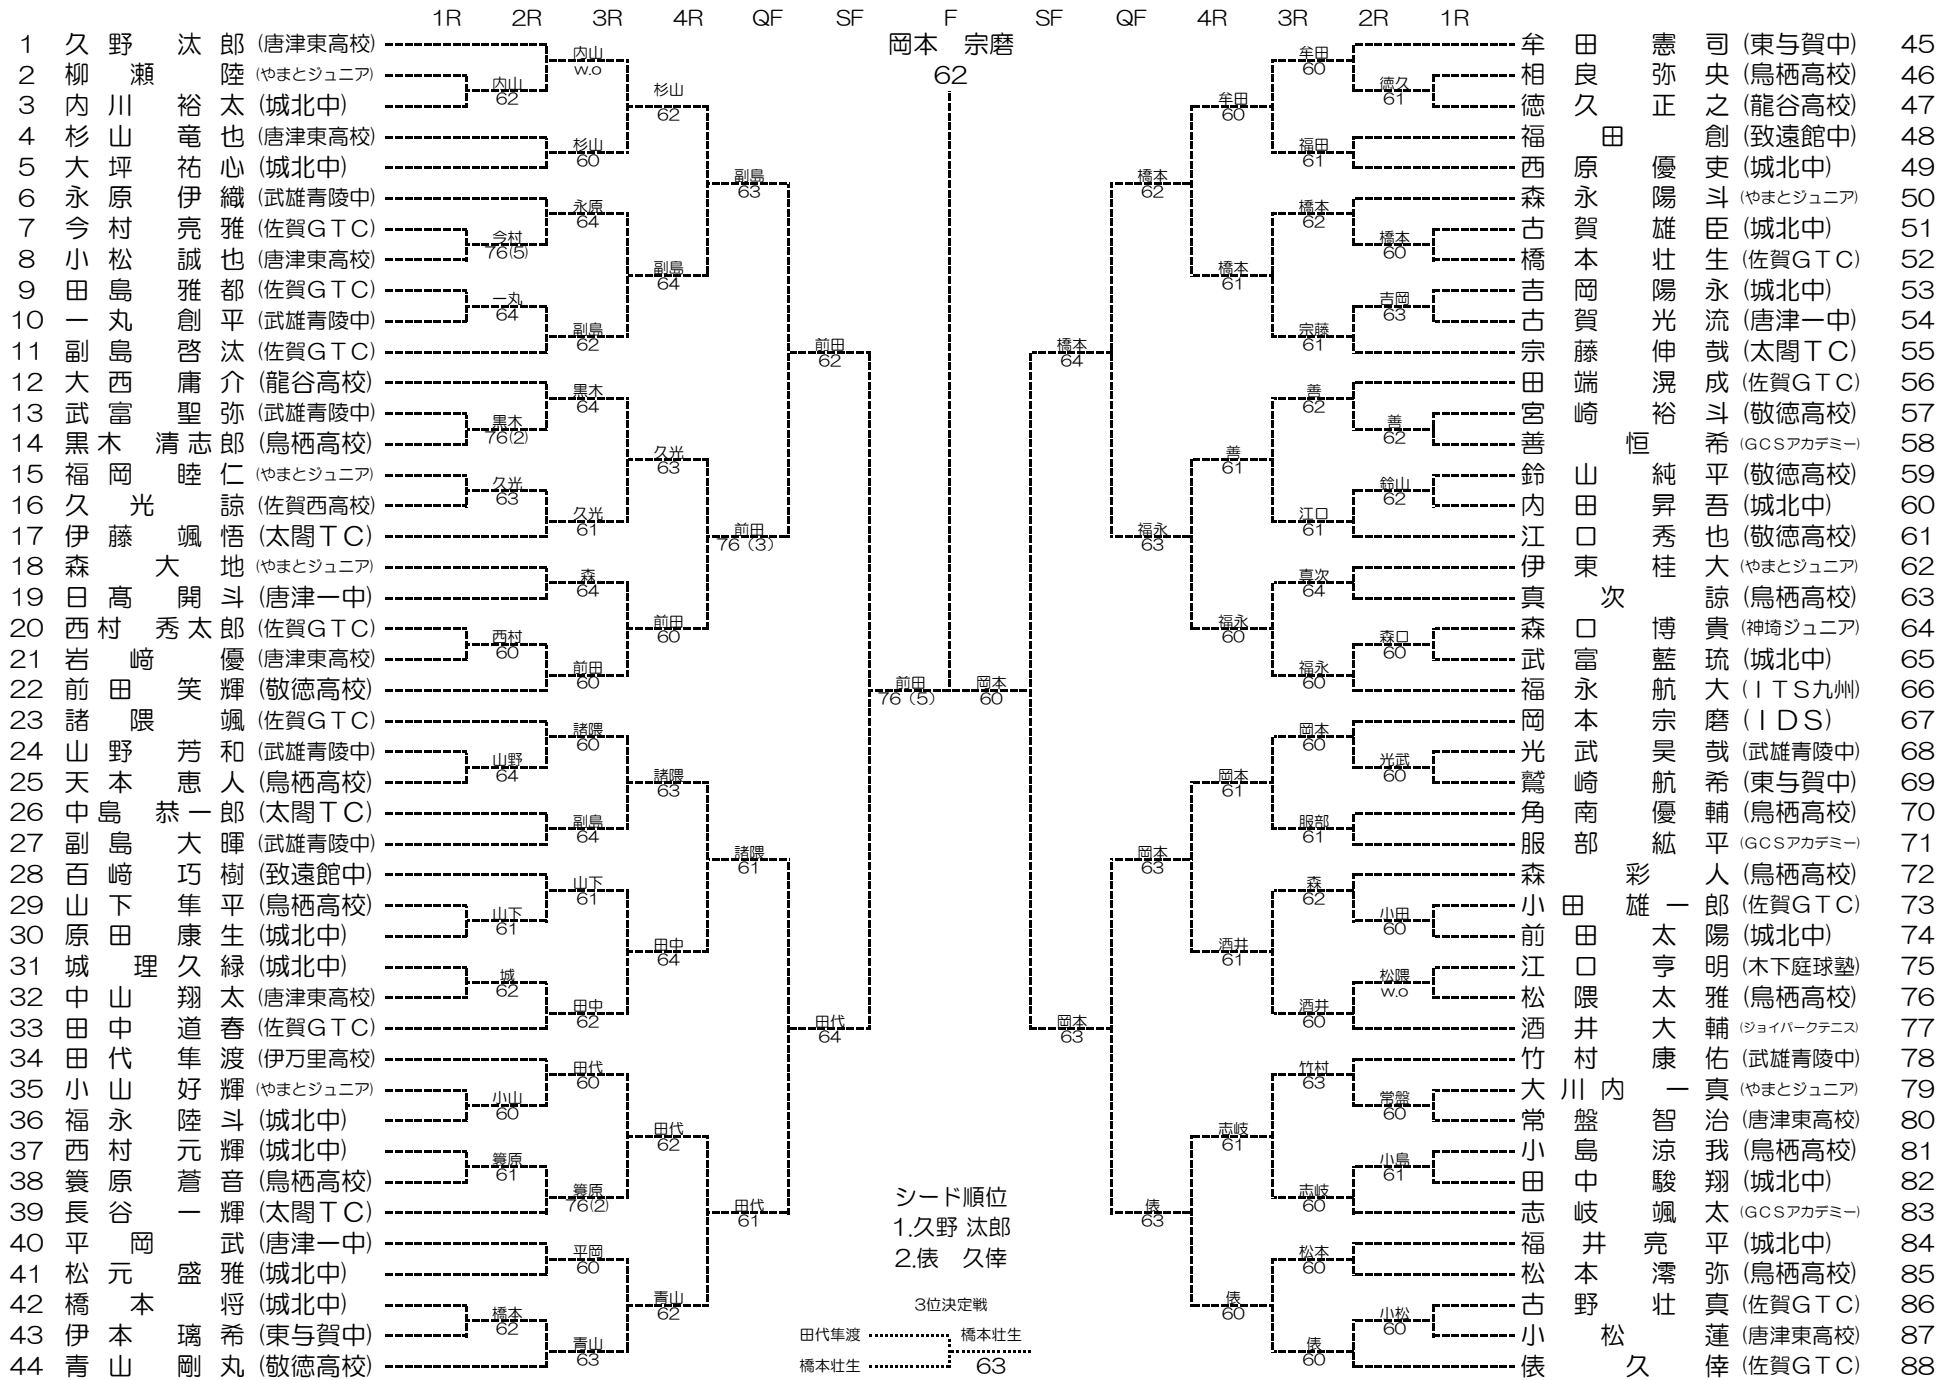 1R 2R 3R 4R QF SF F SF QF 4R 3R 2R 1R
岡本 宗磨
62
1 久野 汰郎 (唐津東高校)
2 柳瀬 陸 (やまとジュニア)
3 内川 裕太 (城北中)
4 杉山 竜也 (唐津東高校)
5 大坪 祐心 (城北中)
6 永原 伊織 (武雄青陵中)
7 今村 亮雅 (佐賀GTC)
8 小松 誠也 (唐津東高校)
9 田島 雅都 (佐賀GTC)
10 一丸 創平 (武雄青陵中)
11 副島 啓汰 (佐賀GTC)
12 大西 庸介 (龍谷高校)
13 武富 聖弥 (武雄青陵中)
14 黒木 清志郎 (鳥栖高校)
15 福岡 睦仁 (やまとジュニア)
16 久光 諒 (佐賀西高校)
17 伊藤 颯悟 (太閤TC)
18 森 大地 (やまとジュニア)
19 日髙 開斗 (唐津一中)
20 西村 秀太郎 (佐賀GTC)
21 岩﨑 優 (唐津東高校)
22 前田 笑輝 (敬徳高校)
23 諸隈 颯 (佐賀GTC)
24 山野 芳和 (武雄青陵中)
25 天本 恵人 (鳥栖高校)
26 中島 恭一郎 (太閤TC)
27 副島 大暉 (武雄青陵中)
28 百﨑 巧樹 (致遠館中)
29 山下 隼平 (鳥栖高校)
30 原田 康生 (城北中)
31 城 理久緑 (城北中)
32 中山 翔太 (唐津東高校)
33 田中 道春 (佐賀GTC)
34 田代 隼渡 (伊万里高校)
35 小山 好輝 (やまとジュニア)
36 福永 陸斗 (城北中)
37 西村 元輝 (城北中)
38 簑原 蒼音 (鳥栖高校)
39 長谷 一輝 (太閤TC)
40 平岡 武 (唐津一中)
41 松元 盛雅 (城北中)
42 橋本 将 (城北中)
43 伊本 璃希 (東与賀中)
44 青山 剛丸 (敬徳高校)
内山 62
今村 76(5)
一丸 64
黒木 76(2)
久光 63
西村 60
山野 64
山下 61
城 62
小山 60
簑原 61
橋本 62
内山 w.o
杉山 60
永原 64
副島 62
黒木 64
久光 61
森 64
前田 60
諸隈 60
副島 64
山下 61
田中 62
田代 60
簑原 76(2)
平岡 60
青山 63
杉山 62
副島 64
久光 63
前田 60
諸隈 63
田中 64
田代 62
青山 62
副島 63
前田 76(3)
諸隈 61
田代 61
前田 62
田代 64
前田 76(5)
岡本 60
橋本 64
岡本 63
橋本 62
福永 63
岡本 63
俵 63
牟田 60
橋本 61
善 61
福永 60
岡本 61
酒井 61
志岐 61
俵 60
牟田 60
福田 61
橋本 62
宗藤 61
善 62
江口 61
真次 64
福永 60
岡本 60
服部 61
森 62
酒井 60
竹村 63
志岐 60
松本 60
俵 60
徳久 61
橋本 60
吉岡 63
善 62
鈴山 62
森口 60
光武 60
小田 60
松隈 w.o
常盤 60
小島 61
小松 60
牟田 憲司 (東与賀中) 45
相良 弥央 (鳥栖高校) 46
徳久 正之 (龍谷高校) 47
福田 創 (致遠館中) 48
西原 優吏 (城北中) 49
森永 陽斗 (やまとジュニア) 50
古賀 雄臣 (城北中) 51
橋本 壮生 (佐賀GTC) 52
吉岡 陽永 (城北中) 53
古賀 光流 (唐津一中) 54
宗藤 伸哉 (太閤TC) 55
田端 滉成 (佐賀GTC) 56
宮崎 裕斗 (敬徳高校) 57
善 恒希 (GCSアカデミー) 58
鈴山 純平 (敬徳高校) 59
内田 昇吾 (城北中) 60
江口 秀也 (敬徳高校) 61
伊東 桂大 (やまとジュニア) 62
真次 諒 (鳥栖高校) 63
森口 博貴 (神埼ジュニア) 64
武富 藍琉 (城北中) 65
福永 航大 (ITS九州) 66
岡本 宗磨 (IDS) 67
光武 昊哉 (武雄青陵中) 68
鷲崎 航希 (東与賀中) 69
角南 優輔 (鳥栖高校) 70
服部 紘平 (GCSアカデミー) 71
森 彩人 (鳥栖高校) 72
小田 雄一郎 (佐賀GTC) 73
前田 太陽 (城北中) 74
江口 亨明 (木下庭球塾) 75
松隈 太雅 (鳥栖高校) 76
酒井 大輔 (ジョイパークテニス) 77
竹村 康佑 (武雄青陵中) 78
大川内 一真 (やまとジュニア) 79
常盤 智治 (唐津東高校) 80
小島 涼我 (鳥栖高校) 81
田中 駿翔 (城北中) 82
志岐 颯太 (GCSアカデミー) 83
福井 亮平 (城北中) 84
松本 澪弥 (鳥栖高校) 85
古野 壮真 (佐賀GTC) 86
小松 蓮 (唐津東高校) 87
俵 久倖 (佐賀GTC) 88
シード順位
1.久野 汰郎
2.俵 久倖
3位決定戦
田代隼渡 橋本壮生
橋本壮生 63